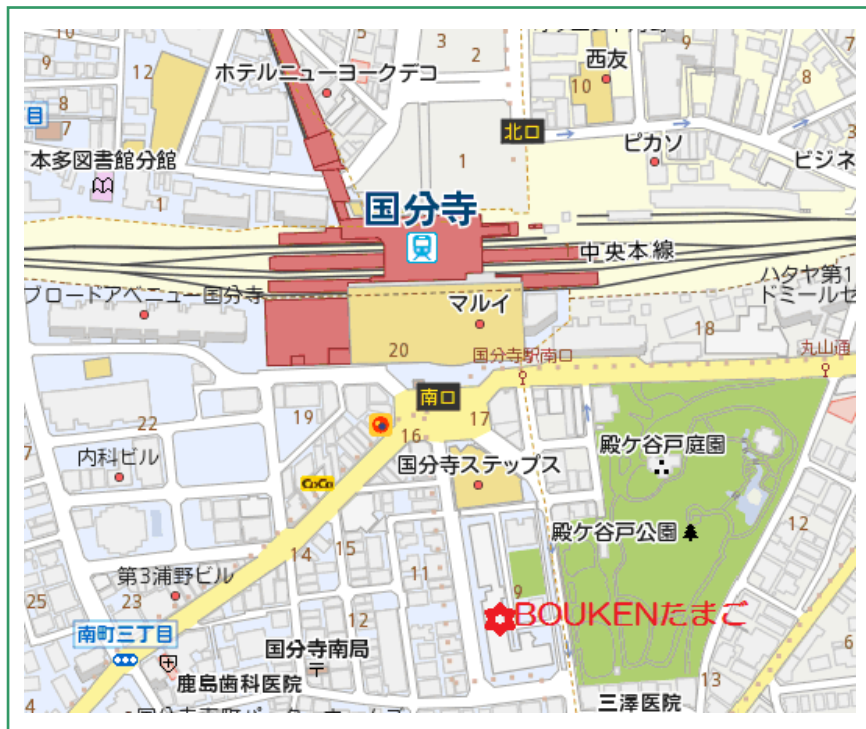 10
9
12
8
目
7
5
3
2
ホテルニューヨークデコ
西友
10
9
8
北口
ピカソ
3
ビジネ
本多図書館分館
1
1
国分寺
中央本線
ハタヤ第1
ドミールセ
ブロードアベニュー国分寺
マルイ
18
20
国分寺駅南口
丸山通
南口
22
19
16
17
内科ビル
7
国分寺ステップス
殿ケ谷戸庭園
CoCo
殿ケ谷戸公園
12
14
15
11
第3浦野ビル
9
25
23
12
BOUKENたまご
南町三丁目
国分寺南局
鹿島歯科医院
13
三澤医院
4
9